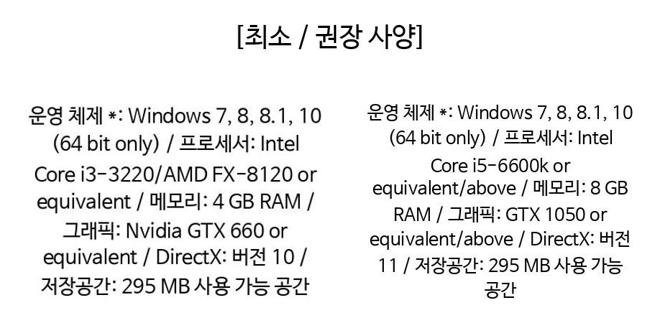 [최소 / 권장 사양]
운영 체제 *: Windows 7, 8, 8.1, 10
(64 bit only) / 프로세서: Intel
Core i3-3220/AMD FX-8120 or
equivalent / 메모리: 4 GB RAM /
그래픽: Nvidia GTX 660 or
equivalent / DirectX: 버전 10 /
저장공간: 295 MB 사용 가능 공간
운영 체제 *: Windows 7, 8, 8.1, 10
(64 bit only) / 프로세서: Intel
Core i5-6600k or
equivalent/above / 메모리: 8 GB
RAM / 그래픽: GTX 1050 or
equivalent/above / DirectX: 버전
11 / 저장공간: 295 MB 사용 가능
공간